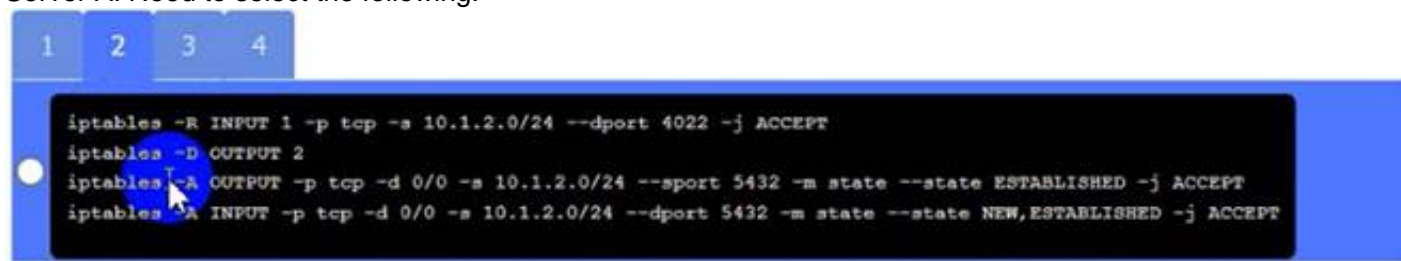 Server A. Need to select the following:
1 2 3 4
iptables -R INPUT 1 -p tcp -s 10.1.2.0/24 --dport 4022 -j ACCEPT
iptables -D OUTPUT 2
iptables -A OUTPUT -p tcp -d 0/0 -s 10.1.2.0/24 --sport 5432 -m state --state ESTABLISHED -j ACCEPT
iptables -A INPUT -p tcp -d 0/0 -s 10.1.2.0/24 --dport 5432 -m state --state NEW,ESTABLISHED -j ACCEPT